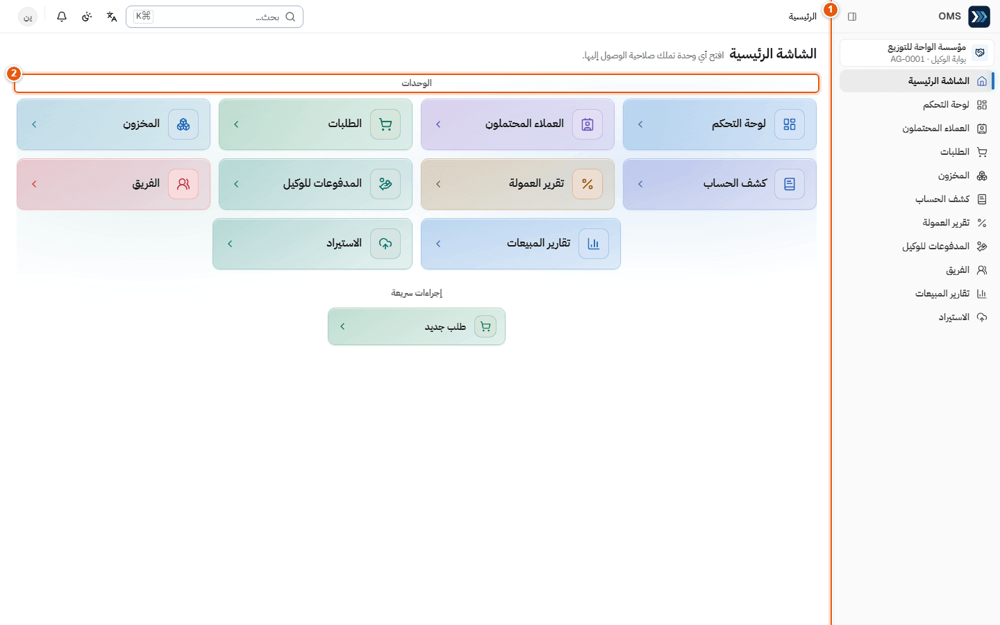 OMS
مؤسسة الواحة للتوزيع
بوابة الوكيل · AG-0001
الشاشة الرئيسية
لوحة التحكم
العملاء المحتملون
الطلبات
المخزون
كشف الحساب
تقرير العمولة
المدفوعات للوكيل
الفريق
تقارير المبيعات
الاستيراد
1
الرئيسية
بحث...
⌘K
ين
الشاشة الرئيسية افتح أي وحدة تملك صلاحية الوصول إليها.
2
الوحدات
لوحة التحكم
العملاء المحتملون
الطلبات
المخزون
كشف الحساب
تقرير العمولة
المدفوعات للوكيل
الفريق
تقارير المبيعات
الاستيراد
إجراءات سريعة
طلب جديد